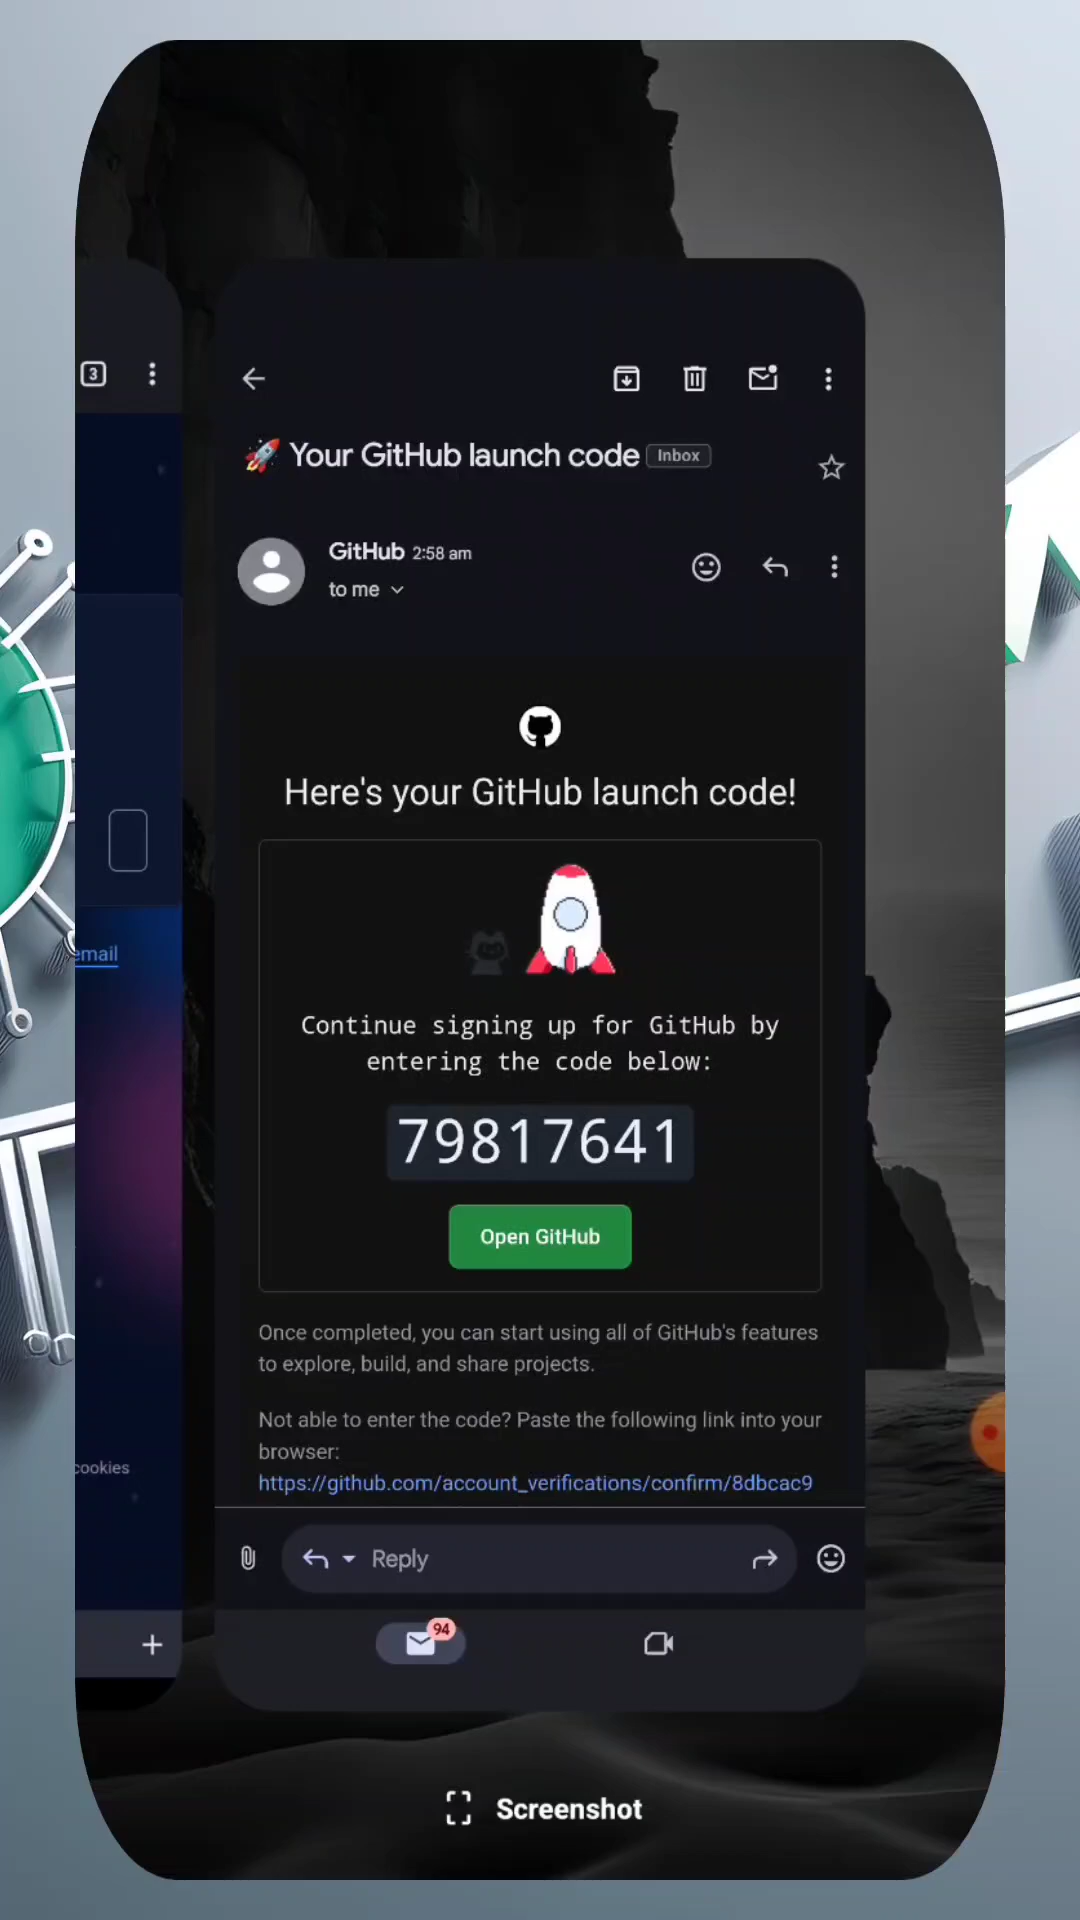 3
🚀 Your GitHub launch code Inbox
GitHub 2:58 am
to me
Here's your GitHub launch code!
email
Continue signing up for GitHub by
entering the code below:
79817641
Open GitHub
Once completed, you can start using all of GitHub's features
to explore, build, and share projects.
Not able to enter the code? Paste the following link into your
browser:
cookies
https://github.com/account_verifications/confirm/8dbcac9
Reply
94
Screenshot